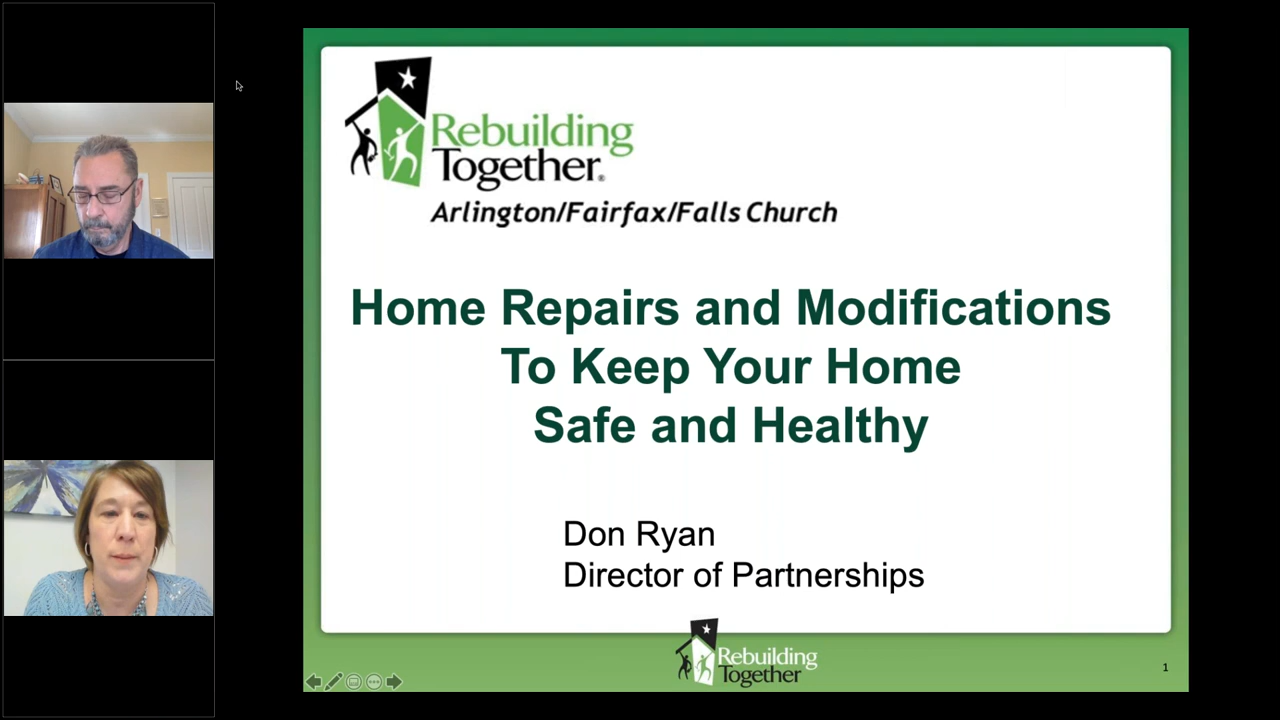 Rebuilding
Together®
Arlington/Fairfax/Falls Church
Home Repairs and Modifications
To Keep Your Home
Safe and Healthy
Don Ryan
Director of Partnerships
Rebuilding
Together
1